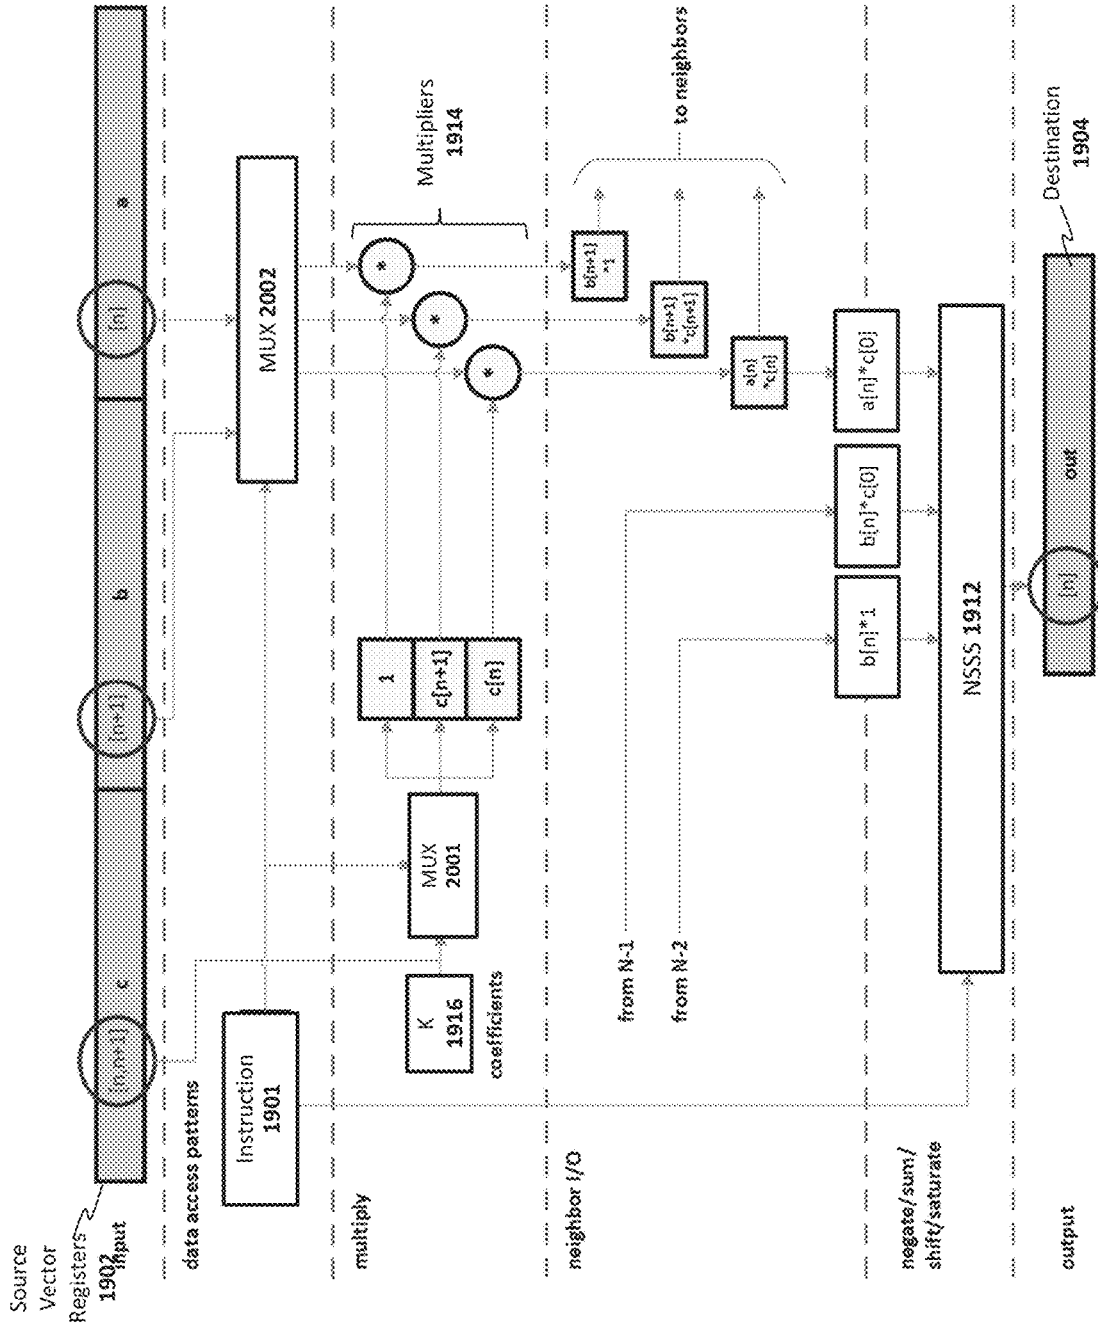 Source
Vector
Registers
1902
input
c
[n,n+1]
b
[n+1]
a
[n]
data access patterns
Instruction
1901
MUX 2002
multiply
K
1916
coefficients
MUX
2001
1
c[n+1]
c[n]
*
*
*
Multipliers
1914
neighbor I/O
from N-1
from N-2
b[n+1]
*1
b[n+1]
*c[n+1]
a[n]
*c[n]
to neighbors
b[n]*1
b[n]*c[0]
a[n]*c[0]
negate/sum/
shift/saturate
NSSS 1912
output
[n]
out
Destination
1904